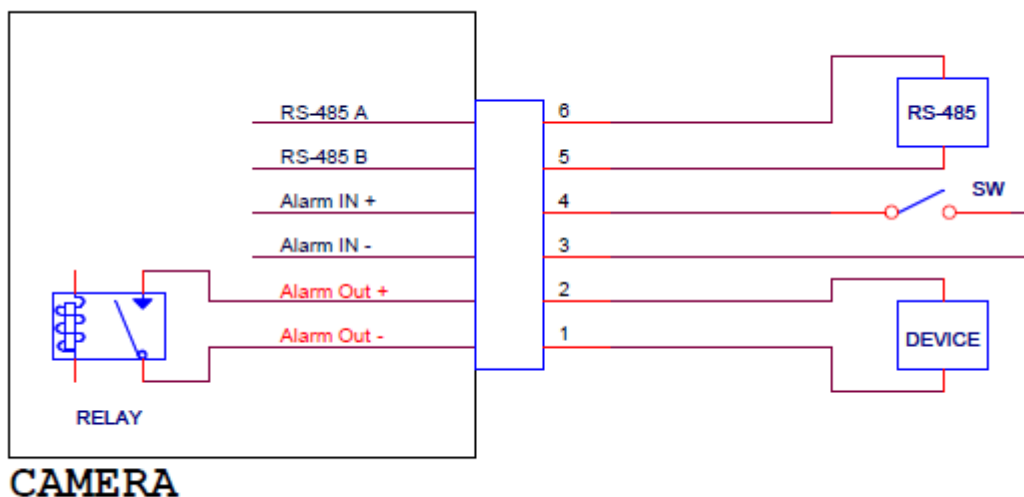 RS-485 A
6
RS-485
RS-485 B
5
Alarm IN +
4
SW
Alarm IN -
3
Alarm Out +
2
Alarm Out -
1
DEVICE
RELAY
CAMERA